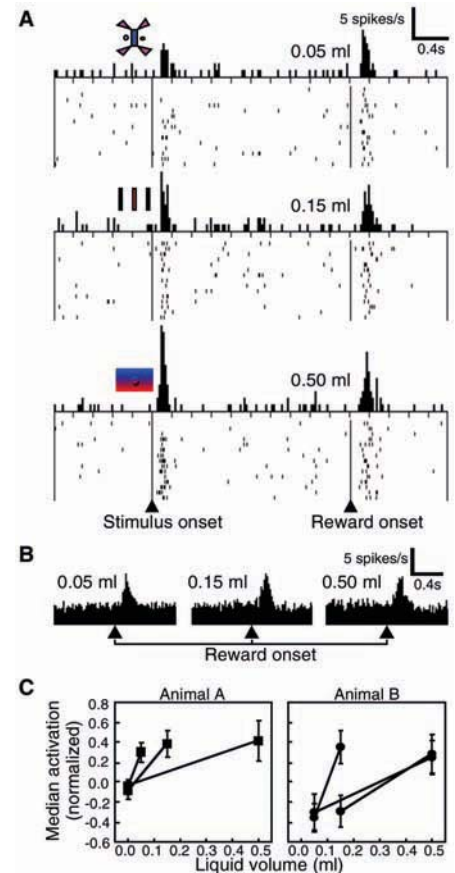 A
5 spikes/s
0.4s
0.05 ml
0.15 ml
0.50 ml
Stimulus onset
Reward onset
B
5 spikes/s
0.4s
0.05 ml
0.15 ml
0.50 ml
Reward onset
C
Animal A
Animal B
Median activation
(normalized)
0.8
0.6
0.4
0.2
0.0
-0.2
-0.4
-0.6
0.0 0.1 0.2 0.3 0.4 0.5
0.0 0.1 0.2 0.3 0.4 0.5
Liquid volume (ml)